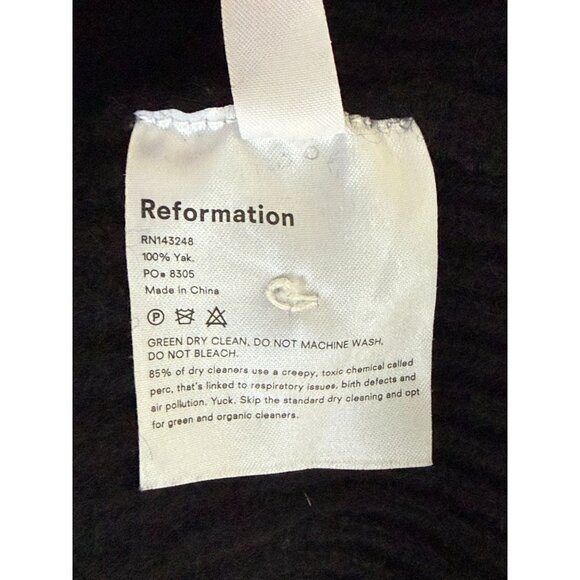 Reformation
RN143248
100% Yak.
PO# 8305
Made in China
P
GREEN DRY CLEAN, DO NOT MACHINE WASH,
DO NOT BLEACH.
85% of dry cleaners use a creepy, toxic chemical called
perc, that's linked to respiratory issues, birth defects and
air pollution. Yuck. Skip the standard dry cleaning and opt
for green and organic cleaners.